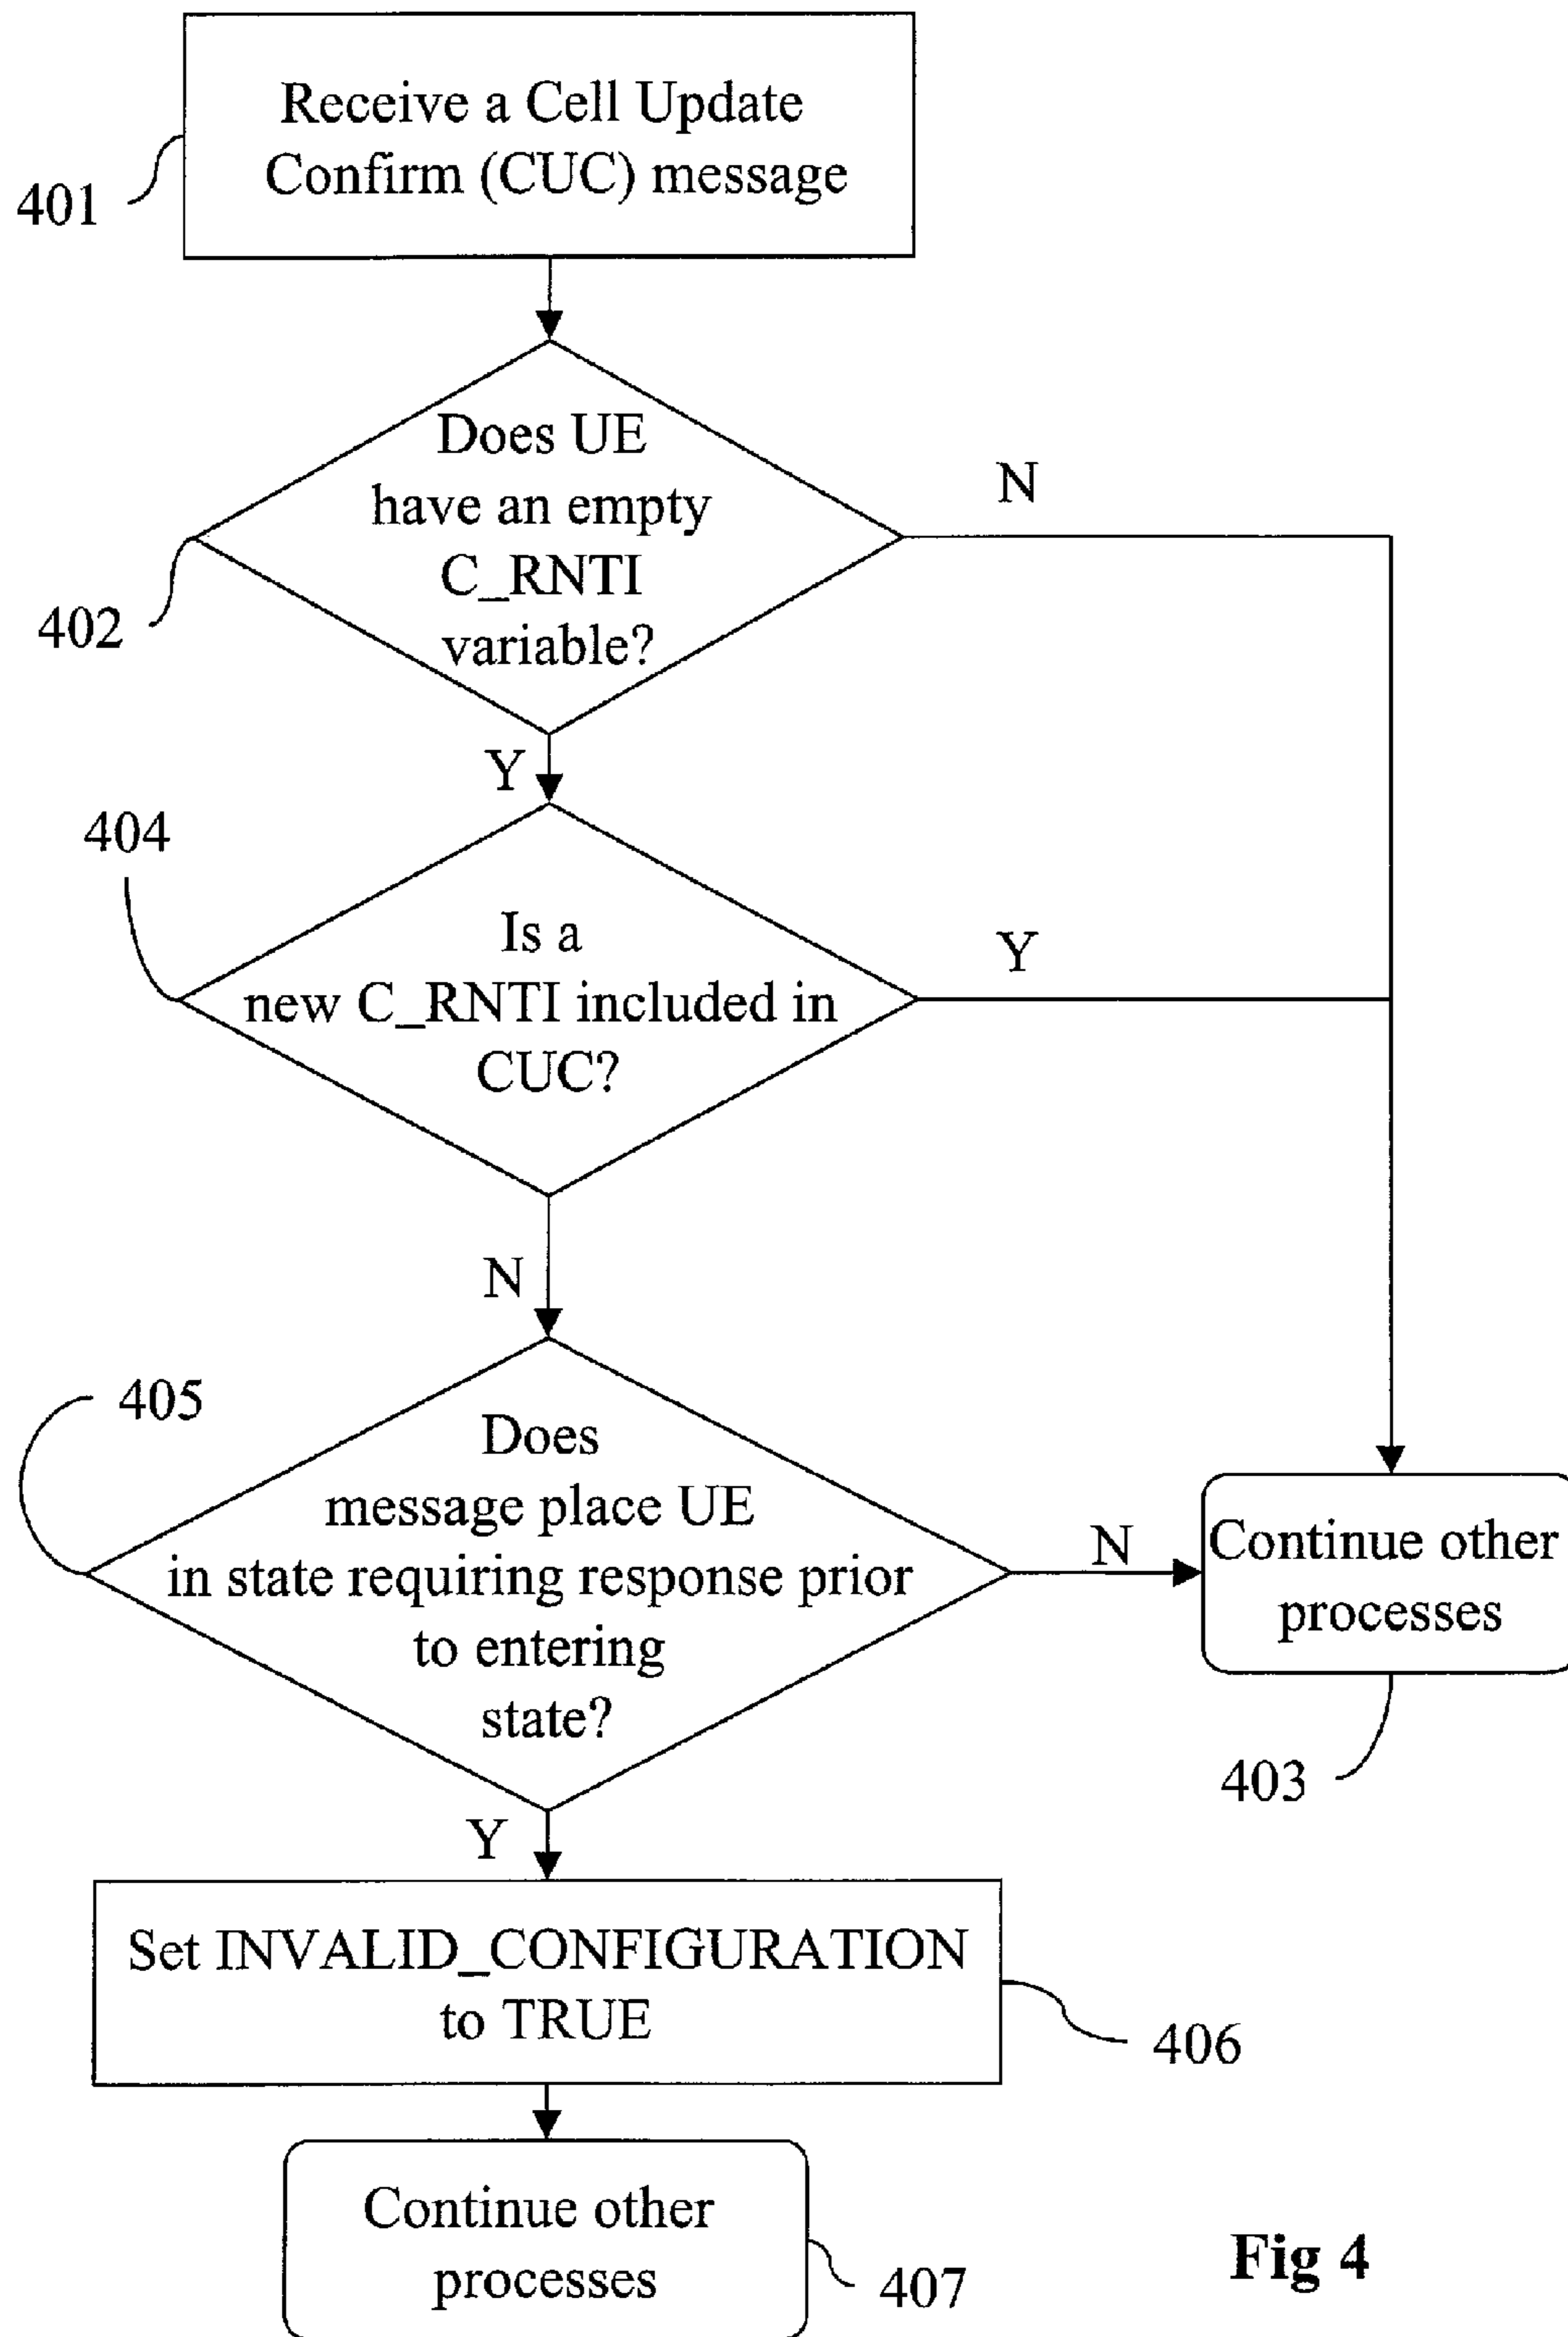 Receive a Cell Update
Confirm (CUC) message
401
Does UE
have an empty
C_RNTI
variable?
N
402
Y
404
Is a
new C_RNTI included in
CUC?
Y
N
405
Does
message place UE
in state requiring response prior
to entering
state?
N
Continue other
processes
403
Y
Set INVALID_CONFIGURATION
to TRUE
406
Continue other
processes
407
Fig 4